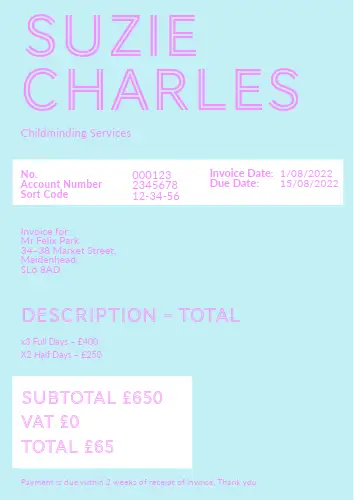 SUZIE
CHARLES
Childminding Services
No. 000123 Invoice Date: 1/08/2022
Account Number 2345678 Due Date: 15/08/2022
Sort Code 12-34-56
Invoice for:
Mr Felix Park
34-38 Market Street,
Maidenhead,
SL6 8AD
DESCRIPTION = TOTAL
x3 Full Days – £400
X2 Half Days – £250
SUBTOTAL £650
VAT £0
TOTAL £65
Payment is due within 2 weeks of receipt of invoice. Thank you